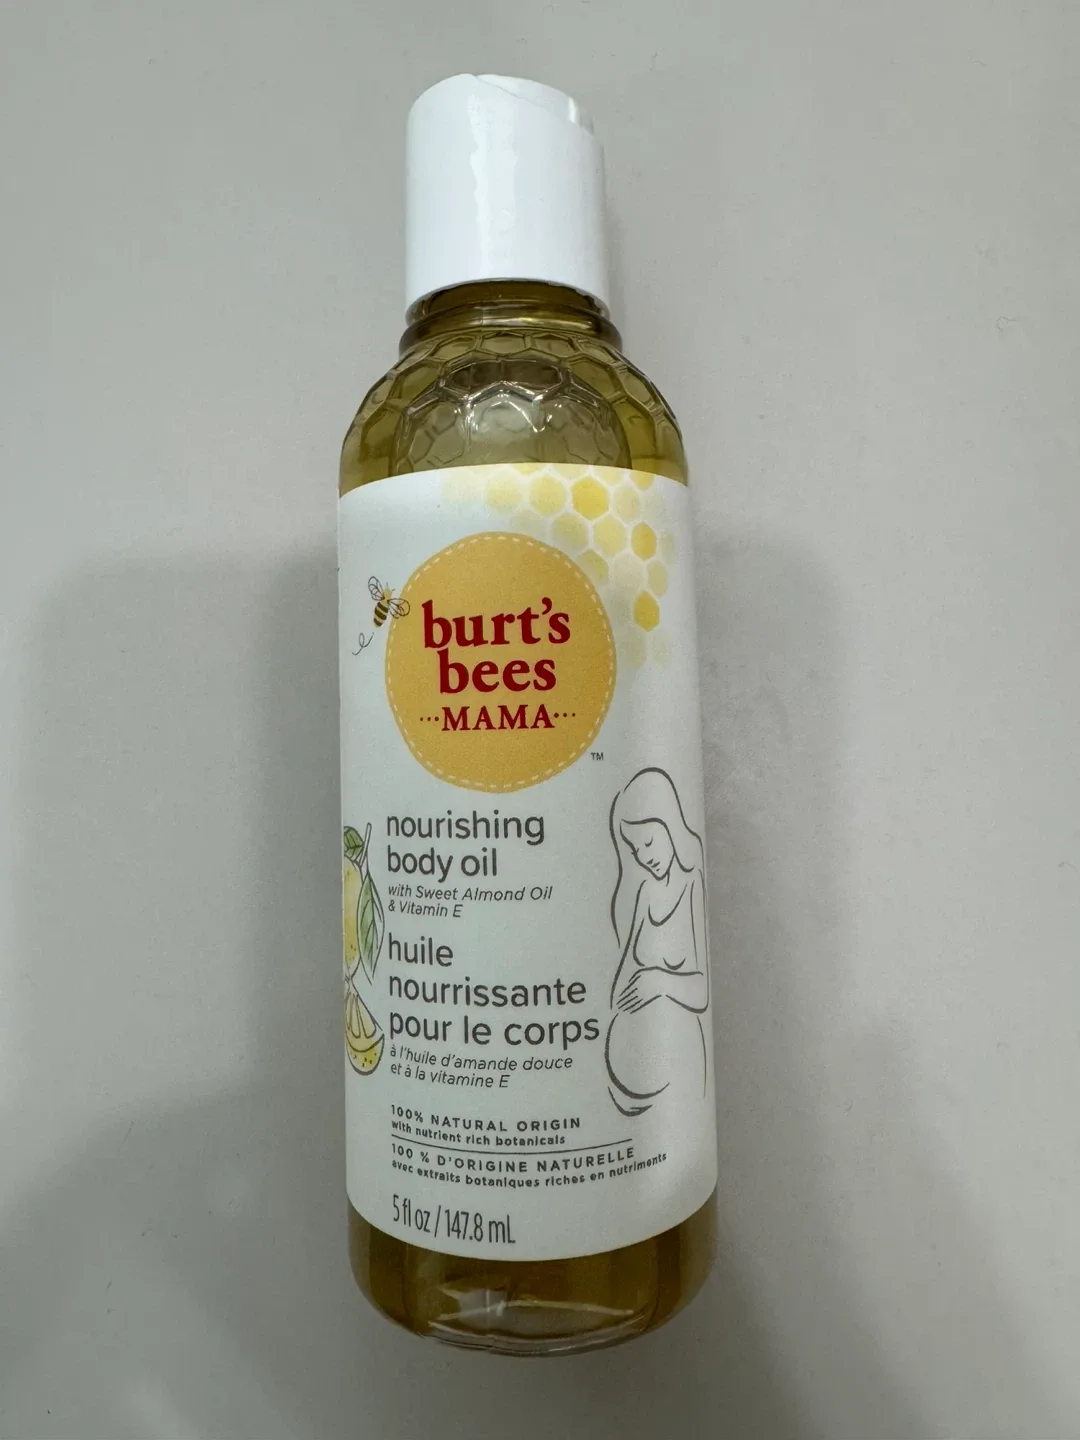 burt's
bees
···MAMA···
TM
nourishing
body oil
with Sweet Almond Oil
& Vitamin E
huile
nourrissante
pour le corps
à l'huile d'amande douce
et à la vitamine E
100% NATURAL ORIGIN
with nutrient rich botanicals
100 % D'ORIGINE NATURELLE
avec extraits botaniques riches en nutriments
5 fl oz / 147.8 mL